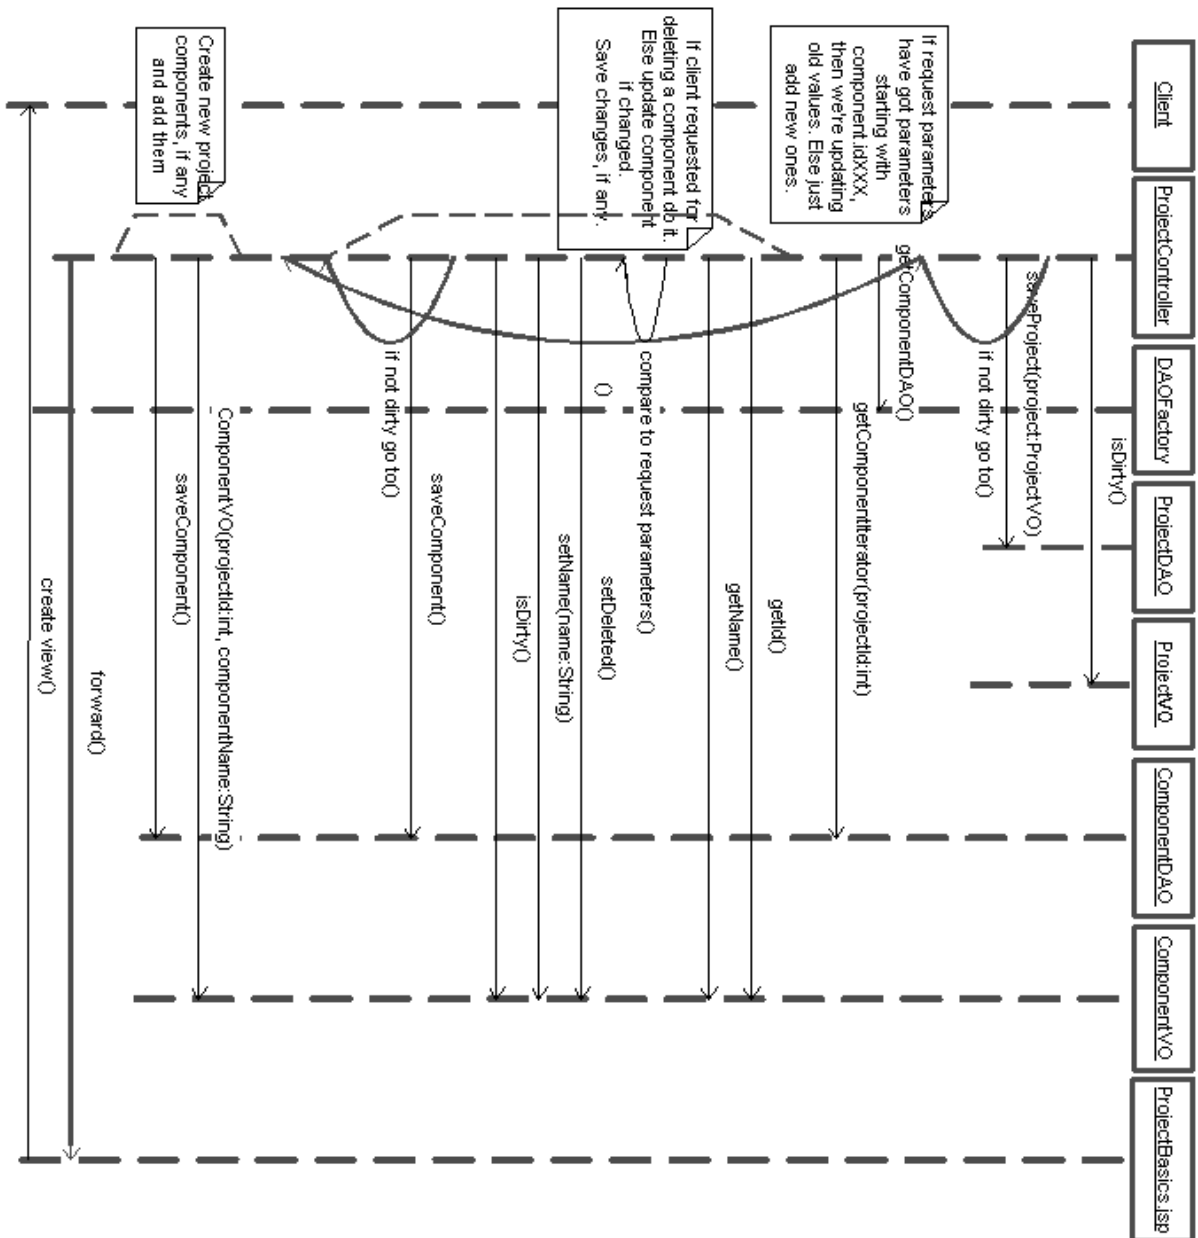 Client
ProjectController
DAOFactory
ProjectDAO
ProjectVO
ComponentDAO
ComponentVO
ProjectBasics.jsp
isDirty()
saveProject(project:ProjectVO)
if not dirty go to()
If request parameters
have got parameters
starting with
component.idXXX,
then we're updating
old values. Else just
add new ones.
getComponentDAO()
getComponentIterator(projectId:int)
getId()
getName()
If client requested for
deleting a component do it.
Else update component
if changed.
Save changes, if any.
compare to request parameters()
()
setDeleted()
setName(name:String)
isDirty()
saveComponent()
if not dirty go to()
Create new project
components, if any
and add them
ComponentVO(projectId:int, componentName:String)
saveComponent()
forward()
create view()